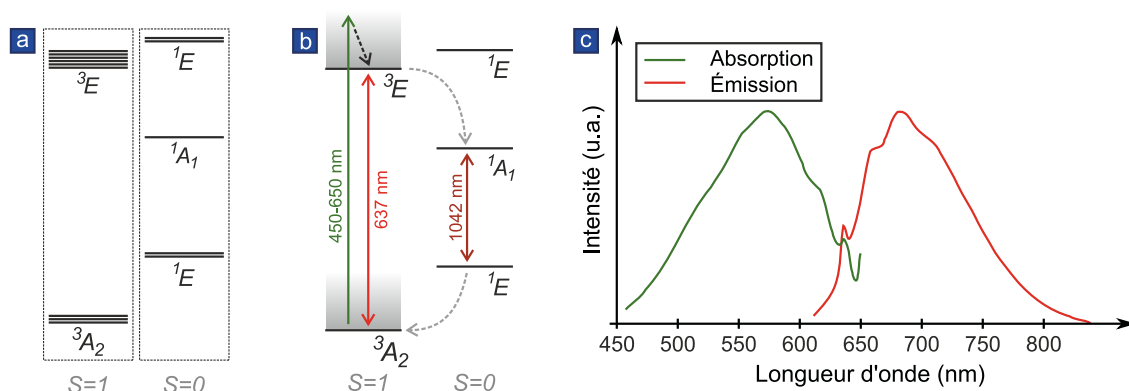 a
³E
³A₂
S=1
¹E
¹A₁
¹E
S=0
b
450-650 nm
637 nm
³E
³A₂
S=1
¹E
¹A₁
1042 nm
¹E
S=0
c
Absorption
Émission
Intensité (u.a.)
450 500 550 600 650 700 750 800
Longueur d'onde (nm)